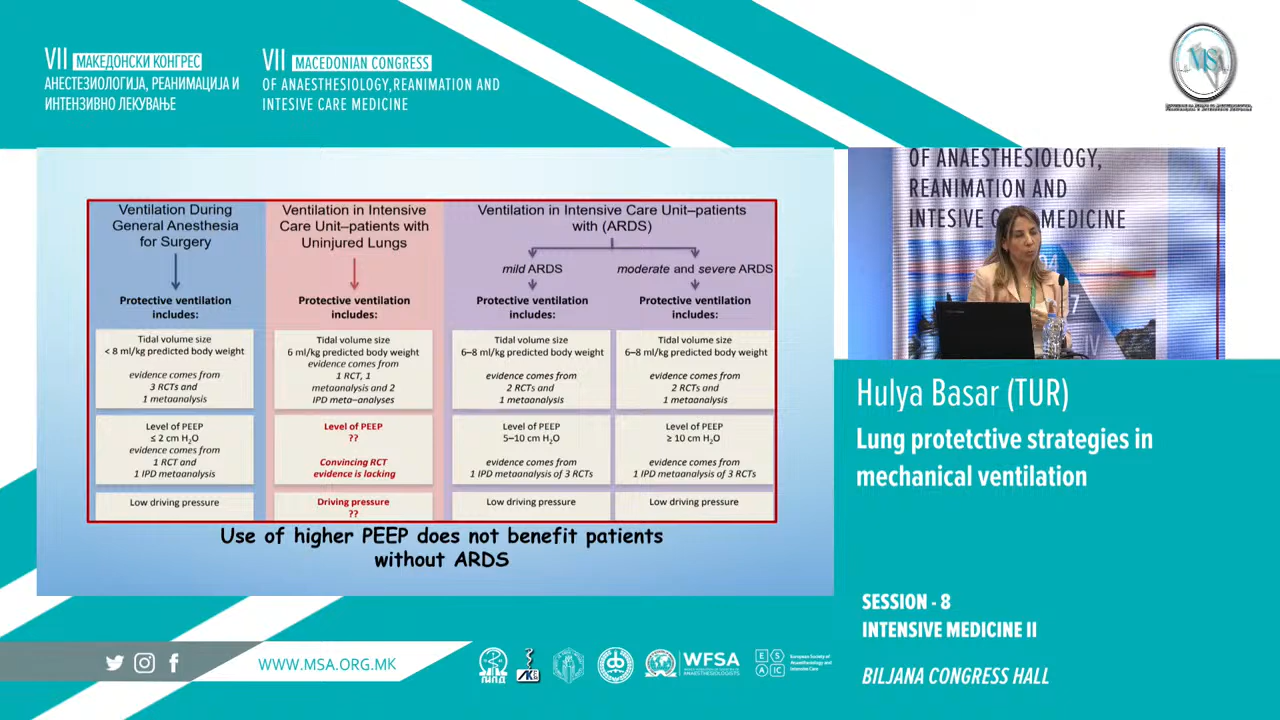 VII МАКЕДОНСКИ КОНГРЕС
АНЕСТЕЗИОЛОГИЈА, РЕАНИМАЦИЈА И
ИНТЕНЗИВНО ЛЕКУВАЊЕ
VII MACEDONIAN CONGRESS
OF ANAESTHESIOLOGY,REANIMATION AND
INTESIVE CARE MEDICINE
MSA
Ventilation During
General Anesthesia
for Surgery
Protective ventilation
includes:
Tidal volume size
< 8 ml/kg predicted body weight
evidence comes from
3 RCTs and
1 metaanalysis
Level of PEEP
≤ 2 cm H2O
evidence comes from
1 RCT and
1 IPD metaanalysis
Low driving pressure
Ventilation in Intensive
Care Unit–patients with
Uninjured Lungs
Protective ventilation
includes:
Tidal volume size
6 ml/kg predicted body weight
evidence comes from
1 RCT, 1
metaanalysis and 2
IPD meta–analyses
Level of PEEP
??
Convincing RCT
evidence is lacking
Driving pressure
??
Ventilation in Intensive Care Unit–patients
with (ARDS)
mild ARDS
Protective ventilation
includes:
Tidal volume size
6–8 ml/kg predicted body weight
evidence comes from
2 RCTs and
1 metaanalysis
Level of PEEP
5–10 cm H2O
evidence comes from
1 IPD metaanalysis of 3 RCTs
Low driving pressure
moderate and severe ARDS
Protective ventilation
includes:
Tidal volume size
6–8 ml/kg predicted body weight
evidence comes from
2 RCTs and
1 metaanalysis
Level of PEEP
≥ 10 cm H2O
evidence comes from
1 IPD metaanalysis of 3 RCTs
Low driving pressure
Use of higher PEEP does not benefit patients
without ARDS
OF ANAESTHESIOLOGY,
REANIMATION AND
INTESIVE MEDICINE
Hulya Basar (TUR)
Lung protetctive strategies in
mechanical ventilation
SESSION - 8
INTENSIVE MEDICINE II
BILJANA CONGRESS HALL
WWW.MSA.ORG.MK
WFSA
ESAIC
European Society of
Anaesthesiology and
Intensive Care